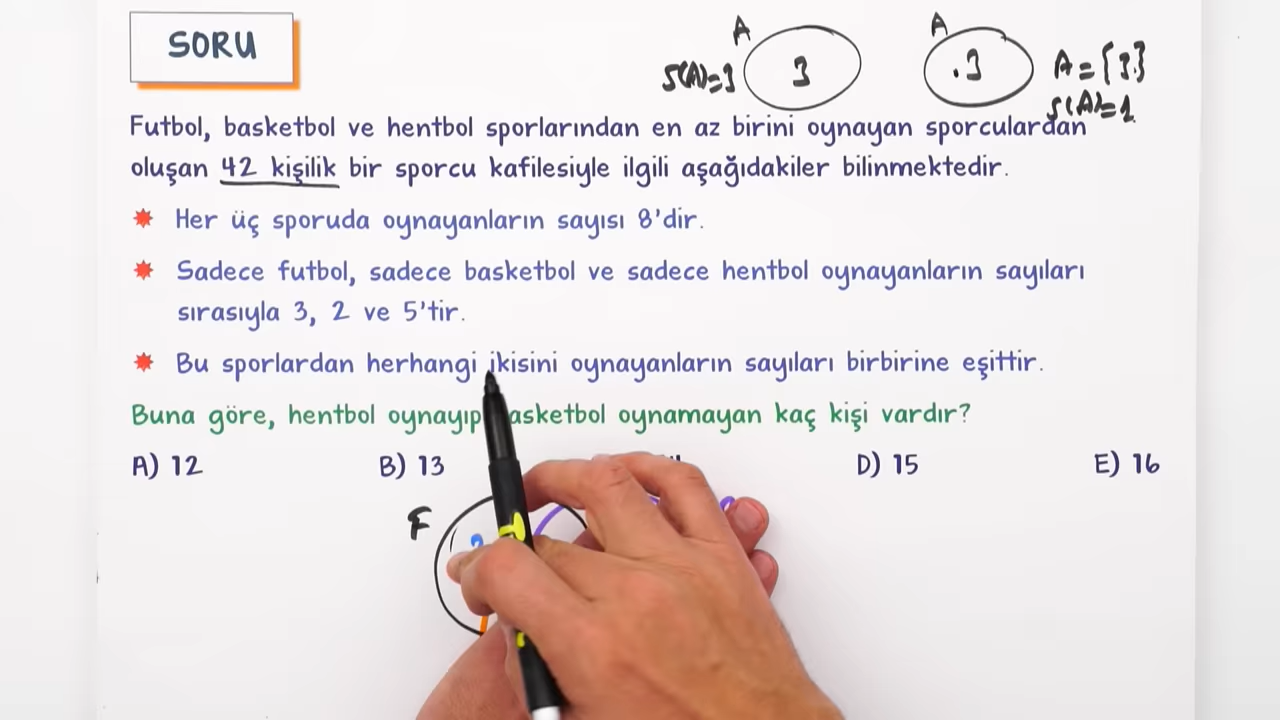 SORU
A A
S(A)=3 3 .3 A={3.}
S(A)=1
Futbol, basketbol ve hentbol sporlarından en az birini oynayan sporculardan
oluşan 42 kişilik bir sporcu kafilesiyle ilgili aşağıdakiler bilinmektedir.
Her üç sporuda oynayanların sayısı 8'dir.
Sadece futbol, sadece basketbol ve sadece hentbol oynayanların sayıları
sırasıyla 3, 2 ve 5'tir.
Bu sporlardan herhangi ikisini oynayanların sayıları birbirine eşittir.
Buna göre, hentbol oynayıp oynamayan kaç kişi vardır?
A) 12 B) 13 D) 15 E) 16
F